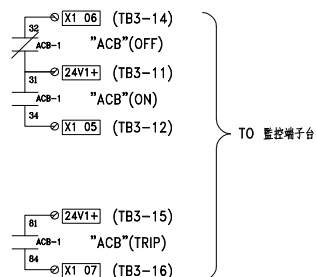 32 X1 06 (TB3-14)
ACB-1 "ACB"(OFF)
31 24V1+ (TB3-11)
ACB-1 "ACB"(ON)
34 X1 05 (TB3-12)
TO 監控端子台
81 24V1+ (TB3-15)
ACB-1 "ACB"(TRIP)
84 X1 07 (TB3-16)